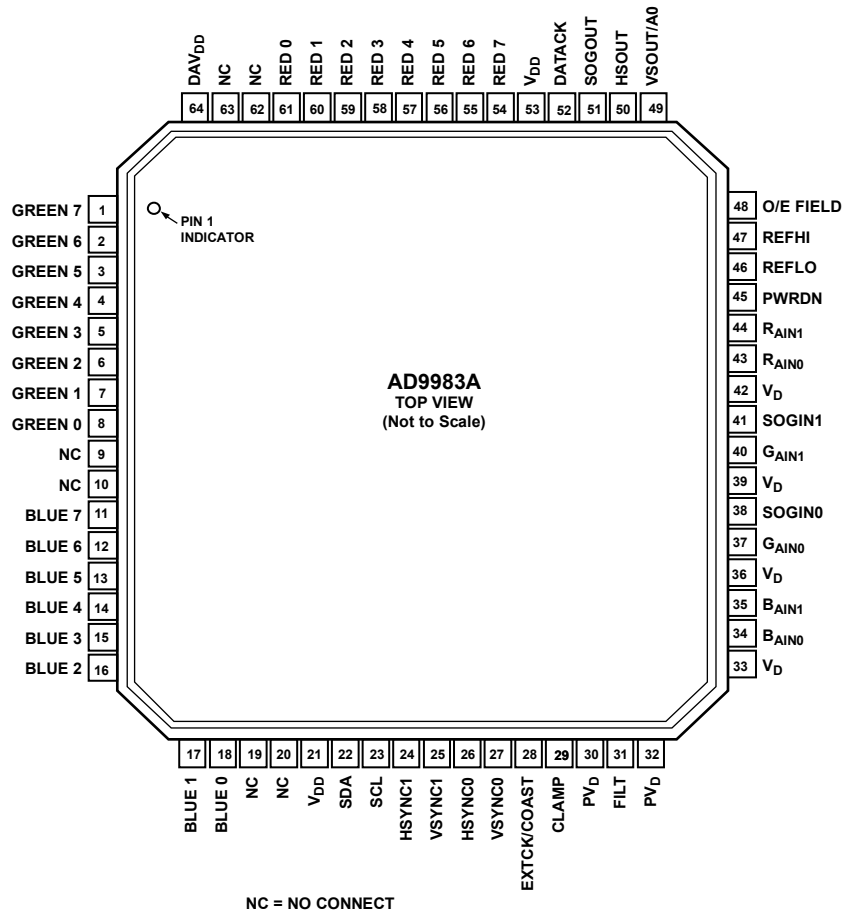 DAVDD
NC
NC
RED 0
RED 1
RED 2
RED 3
RED 4
RED 5
RED 6
RED 7
VDD
DATACK
SOGOUT
HSOUT
VSOUT/A0
64 63 62 61 60 59 58 57 56 55 54 53 52 51 50 49
GREEN 7 1
GREEN 6 2
GREEN 5 3
GREEN 4 4
GREEN 3 5
GREEN 2 6
GREEN 1 7
GREEN 0 8
NC 9
NC 10
BLUE 7 11
BLUE 6 12
BLUE 5 13
BLUE 4 14
BLUE 3 15
BLUE 2 16
PIN 1
INDICATOR
AD9983A
TOP VIEW
(Not to Scale)
48 O/E FIELD
47 REFHI
46 REFLO
45 PWRDN
44 RAIN1
43 RAIN0
42 VD
41 SOGIN1
40 GAIN1
39 VD
38 SOGIN0
37 GAIN0
36 VD
35 BAIN1
34 BAIN0
33 VD
17 18 19 20 21 22 23 24 25 26 27 28 29 30 31 32
BLUE 1
BLUE 0
NC
NC
VDD
SDA
SCL
HSYNC1
VSYNC1
HSYNC0
VSYNC0
EXTCK/COAST
CLAMP
PVD
FILT
PVD
NC = NO CONNECT